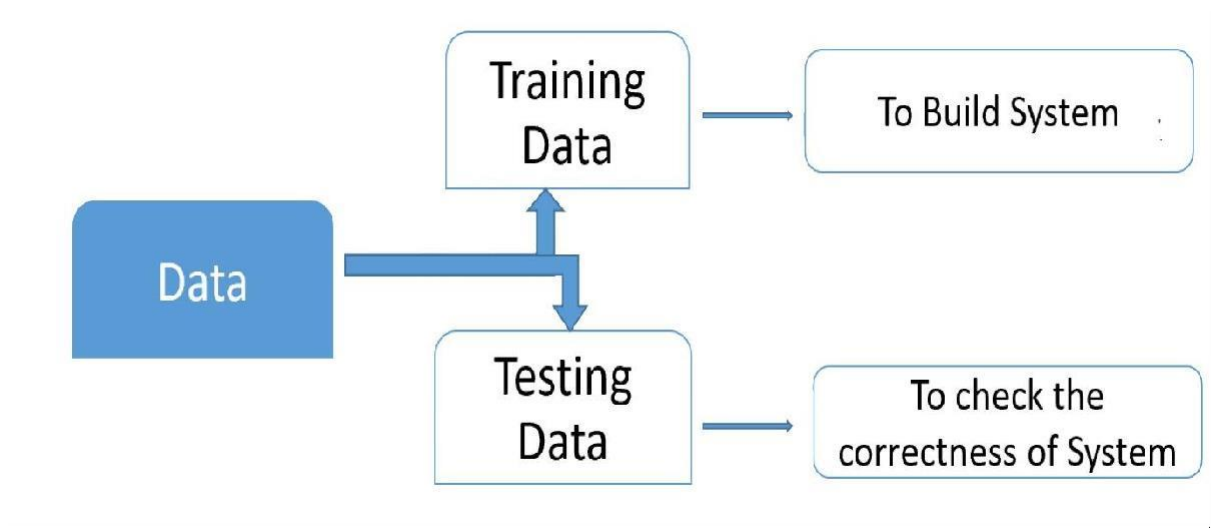 Training
Data
To Build System
Data
Testing
Data
To check the
correctness of System